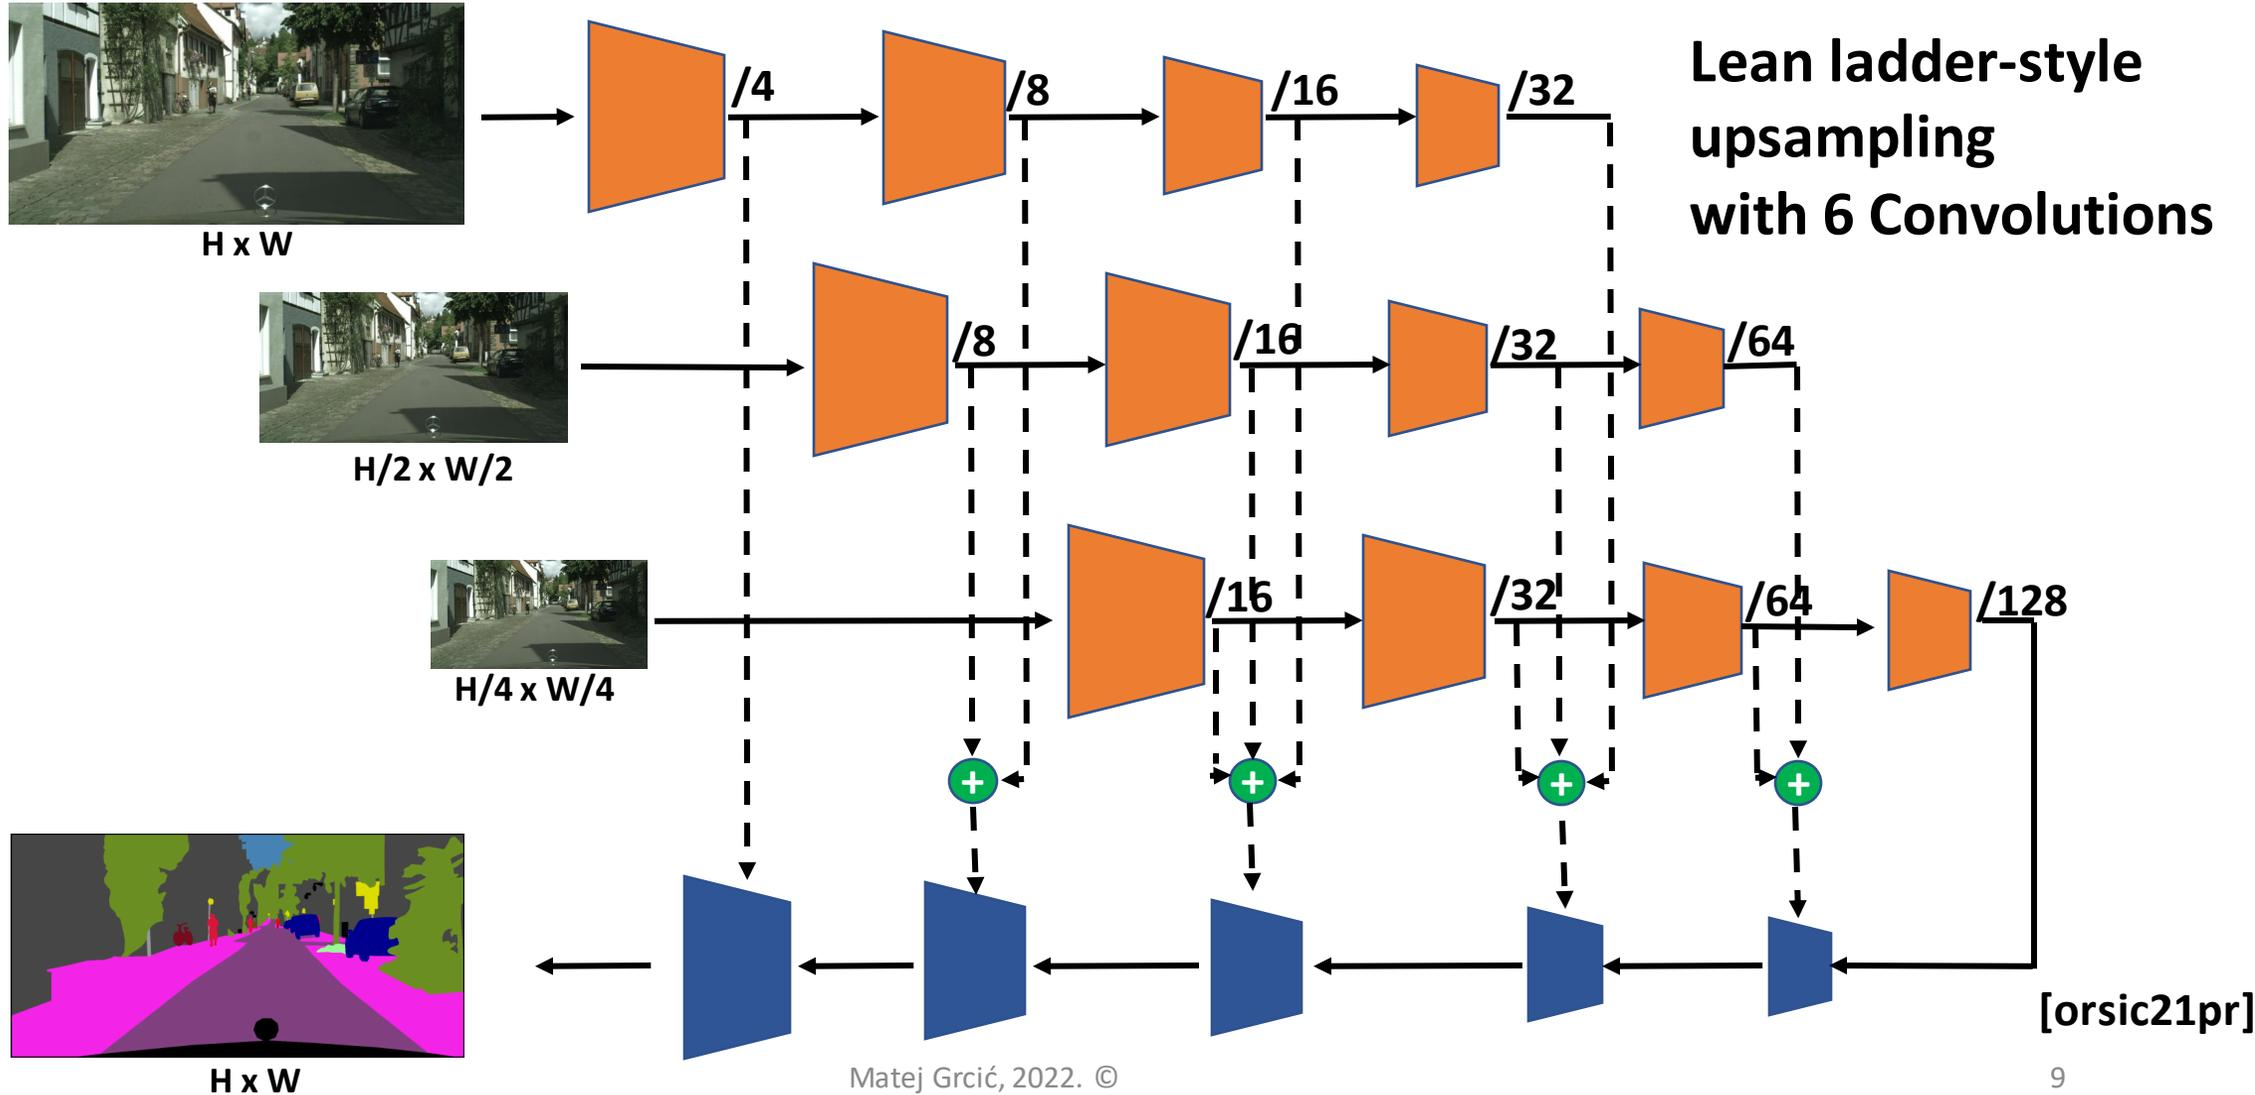 /4
/8
/16
/32
Lean ladder-style
upsampling
with 6 Convolutions
H x W
/8
/16
/32
/64
H/2 x W/2
/16
/32
/64
/128
H/4 x W/4
+
+
+
+
[orsic21pr]
H x W
Matej Grcić, 2022. ©
9